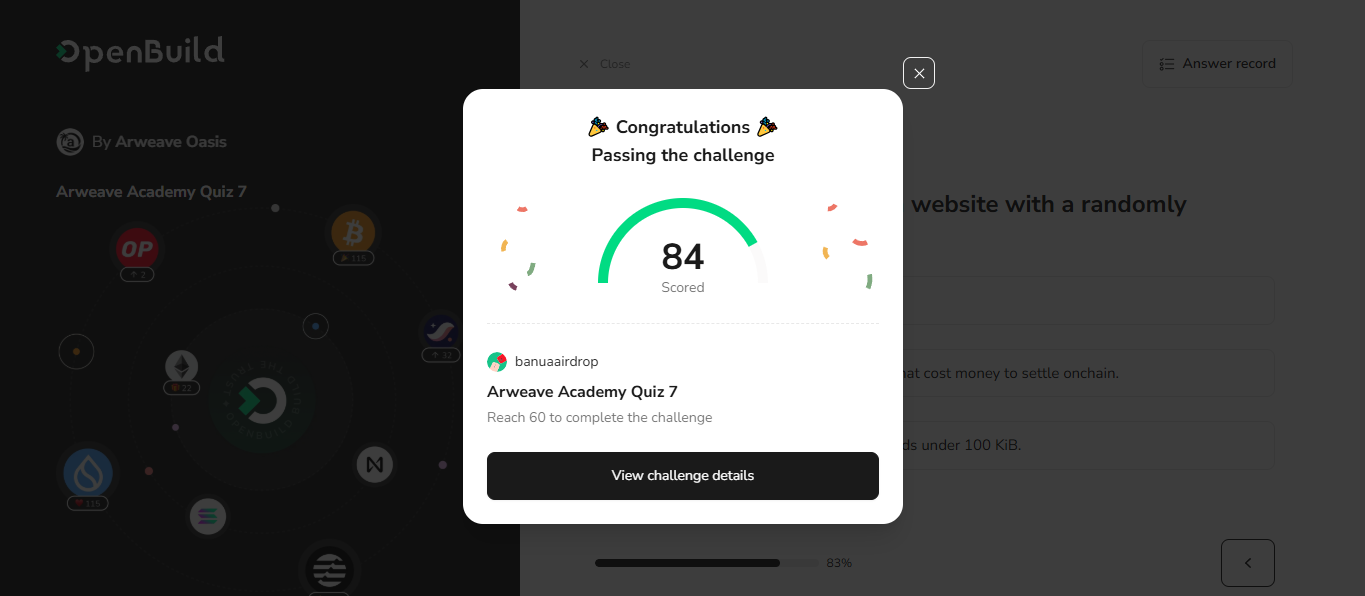 OpenBuild
Close
Answer record
By Arweave Oasis
Arweave Academy Quiz 7
OP
2
115
32
22
115
🎉 Congratulations 🎉
Passing the challenge
84
Scored
banuaairdrop
Arweave Academy Quiz 7
Reach 60 to complete the challenge
View challenge details
website with a randomly
hat cost money to settle onchain.
ds under 100 KiB.
83%